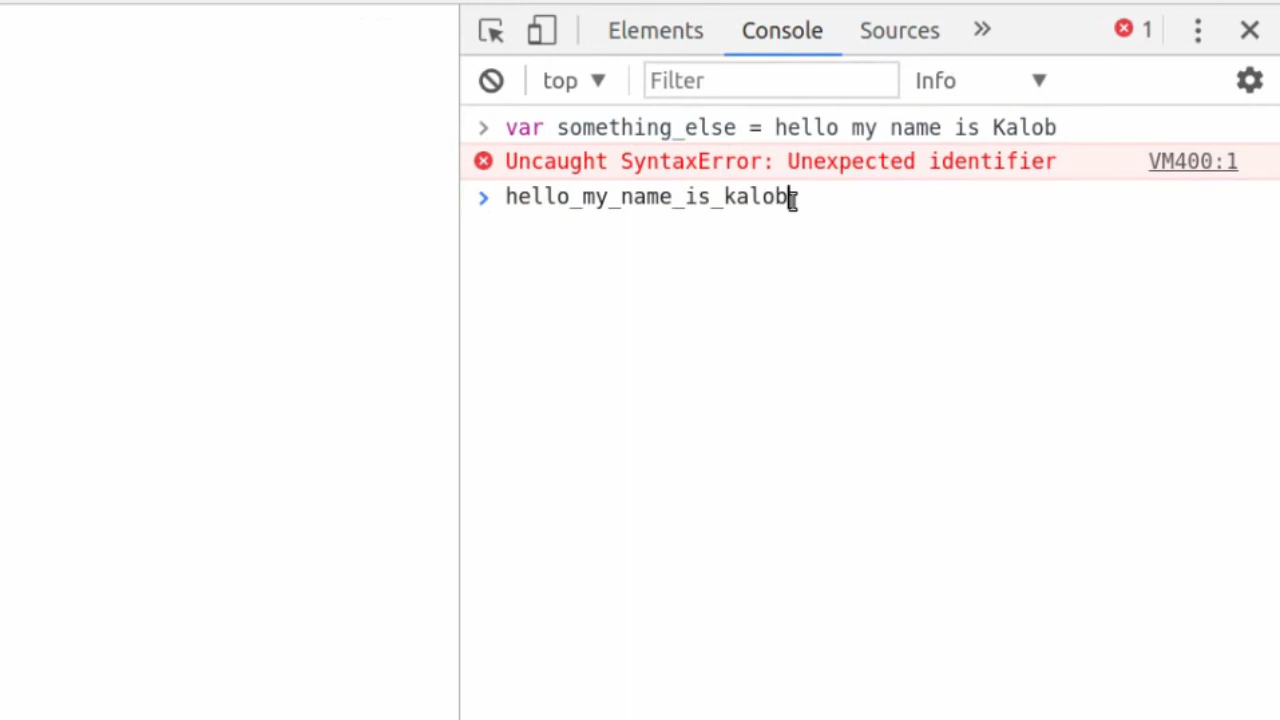 Elements Console Sources » 1
top Filter Info
> var something_else = hello my name is Kalob
Uncaught SyntaxError: Unexpected identifier VM400:1
> hello_my_name_is_kalob